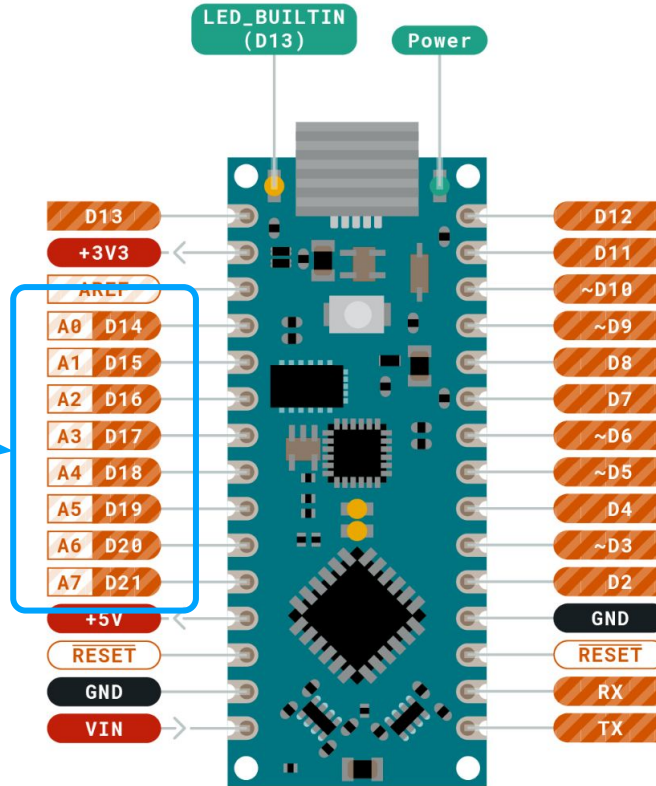 LED_BUILTIN
(D13)
Power
D13
+3V3
AREF
A0 D14
A1 D15
A2 D16
A3 D17
A4 D18
A5 D19
A6 D20
A7 D21
+5V
RESET
GND
VIN
D12
D11
~D10
~D9
D8
D7
~D6
~D5
D4
~D3
D2
GND
RESET
RX
TX